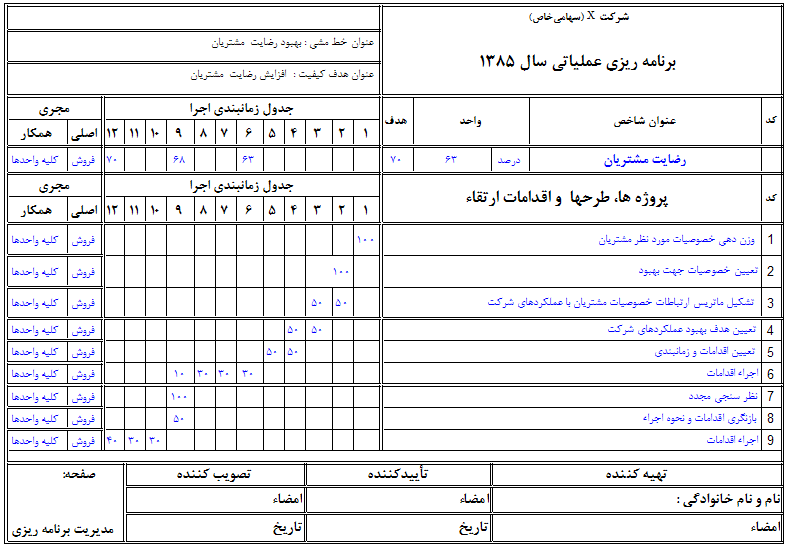 شرکت X (سهامی خاص)
برنامه ریزی عملیاتی سال ۱۳۸۵
عنوان خط مشی : بهبود رضایت مشتریان
عنوان هدف کیفیت : افزایش رضایت مشتریان
کد عنوان شاخص واحد هدف جدول زمانبندی اجرا مجری
۱ ۲ ۳ ۴ ۵ ۶ ۷ ۸ ۹ ۱۰ ۱۱ ۱۲ اصلی همکار
رضایت مشتریان درصد ۶۳ ۷۰ ۶۳ ۶۸ ۷۰ فروش کلیه واحدها
کد پروژه ها، طرحها و اقدامات ارتقاء جدول زمانبندی اجرا مجری
۱ ۲ ۳ ۴ ۵ ۶ ۷ ۸ ۹ ۱۰ ۱۱ ۱۲ اصلی همکار
1 وزن دهی خصوصیات مورد نظر مشتریان ۱۰۰ فروش کلیه واحدها
2 تعیین خصوصیات جهت بهبود ۱۰۰ فروش کلیه واحدها
3 تشکیل ماتریس ارتباطات خصوصیات مشتریان با عملکردهای شرکت ۵۰ ۵۰ فروش کلیه واحدها
4 تعیین هدف بهبود عملکردهای شرکت ۵۰ ۵۰ فروش کلیه واحدها
5 تعیین اقدامات و زمانبندی ۵۰ ۵۰ فروش کلیه واحدها
6 اجراء اقدامات ۳۰ ۳۰ ۳۰ ۱۰ فروش کلیه واحدها
7 نظر سنجی مجدد ۱۰۰ فروش کلیه واحدها
8 بازنگری اقدامات و نحوه اجراء ۵۰ فروش کلیه واحدها
9 اجراء اقدامات ۳۰ ۳۰ ۴۰ فروش کلیه واحدها
تهیه کننده تأییدکننده تصویب کننده صفحه:
نام و نام خانوادگی : امضاء امضاء
امضاء تاریخ تاریخ مدیریت برنامه ریزی